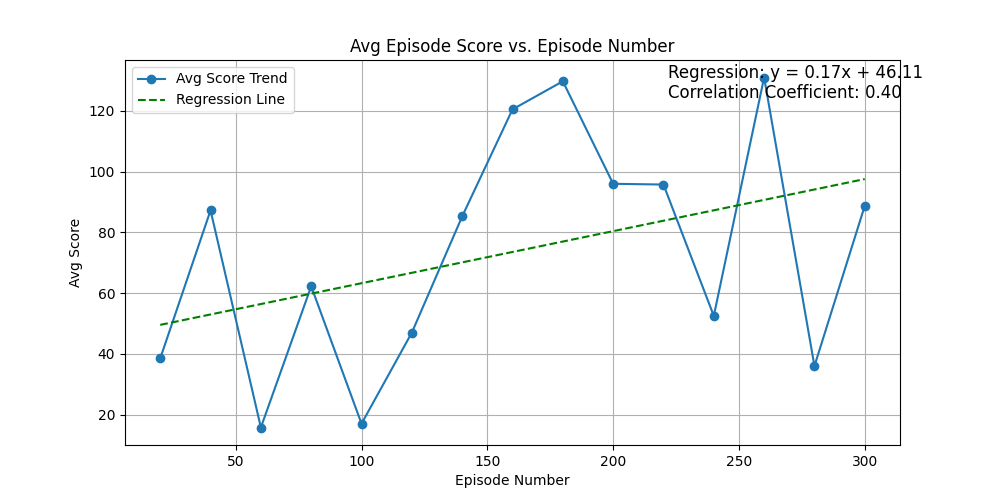 Avg Episode Score vs. Episode Number
Avg Score Trend
Regression Line
Regression: y = 0.17x + 46.11
Correlation Coefficient: 0.40
Avg Score
120
100
80
60
40
20
50
100
150
200
250
300
Episode Number